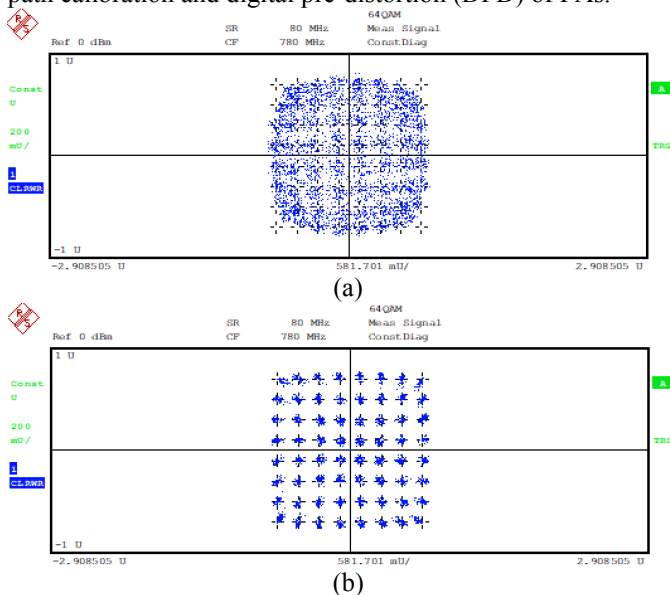 path calibration and digital pre-distortion (DPD) of PAs.
R/S
64QAM
SR 80 MHz Meas Signal
Ref 0 dBm CF 780 MHz ConstDiag
1 U
Const
U
200
mU/
1
CLRWR
A
TRG
-1 U
-2.908505 U 581.701 mU/ 2.908505 U
(a)
R/S
64QAM
SR 80 MHz Meas Signal
Ref 0 dBm CF 780 MHz ConstDiag
1 U
Const
U
200
mU/
1
CLRWR
A
TRG
-1 U
-2.908505 U 581.701 mU/ 2.908505 U
(b)